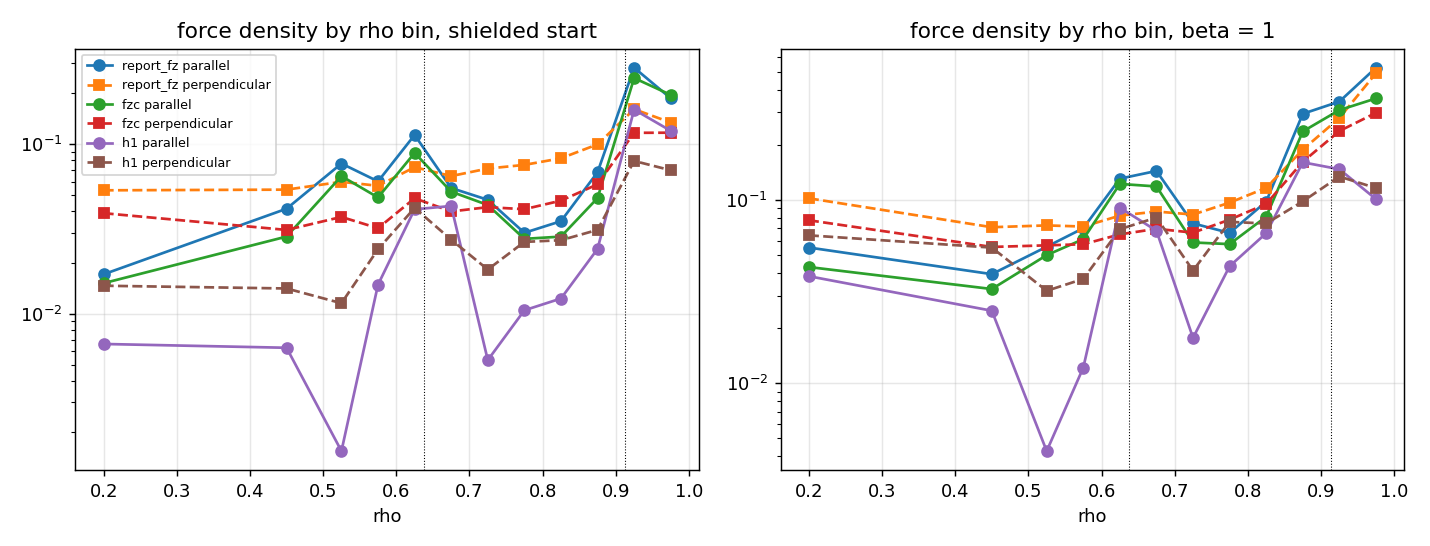 force density by rho bin, shielded start
report_fz parallel
report_fz perpendicular
fzc parallel
fzc perpendicular
h1 parallel
h1 perpendicular
10⁻¹
10⁻²
0.2 0.3 0.4 0.5 0.6 0.7 0.8 0.9 1.0
rho
force density by rho bin, beta = 1
10⁻¹
10⁻²
0.2 0.3 0.4 0.5 0.6 0.7 0.8 0.9 1.0
rho